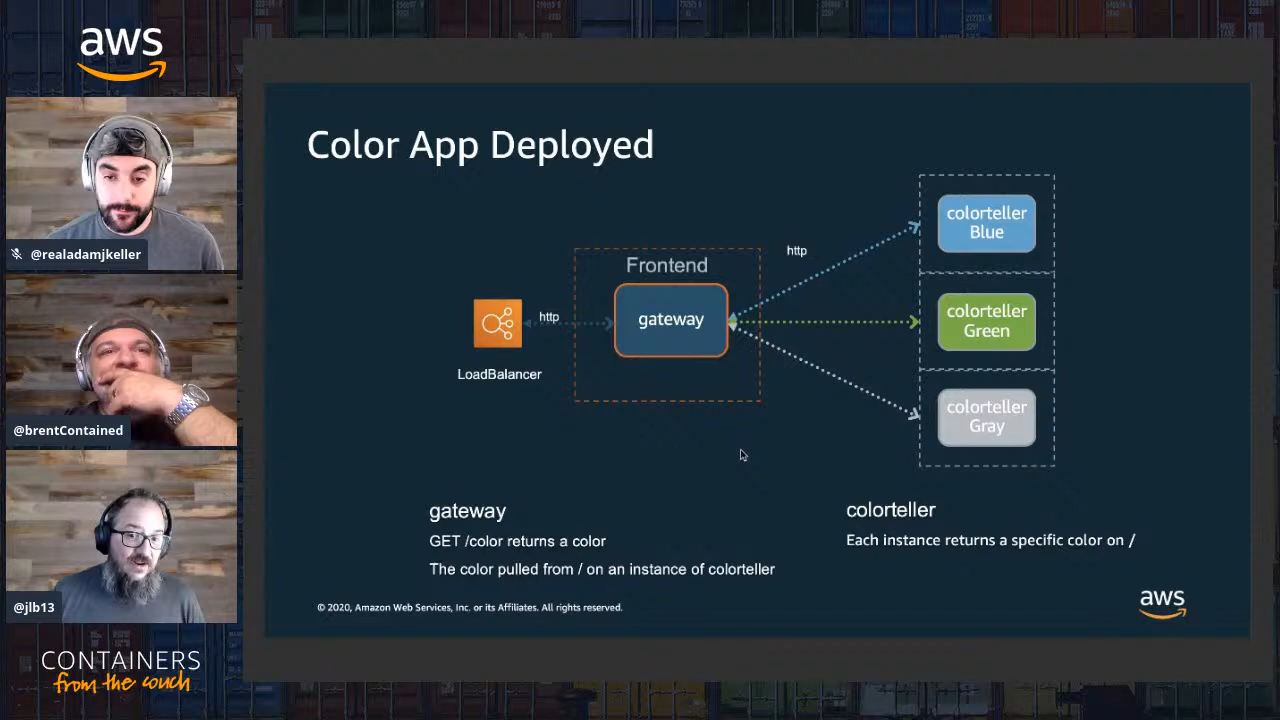 aws
@realadamjkeller
@brentContained
@jlb13
CONTAINERS
from the couch
Color App Deployed
LoadBalancer
http
Frontend
gateway
http
colorteller
Blue
colorteller
Green
colorteller
Gray
gateway
GET /color returns a color
The color pulled from / on an instance of colorteller
colorteller
Each instance returns a specific color on /
© 2020, Amazon Web Services, Inc. or its Affiliates. All rights reserved.
aws